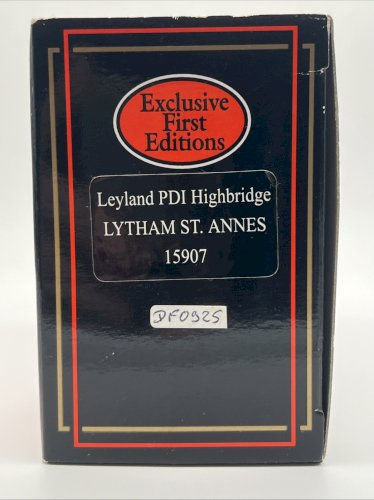 Exclusive
First
Editions
Leyland PDI Highbridge
LYTHAM ST. ANNES
15907
DF0925